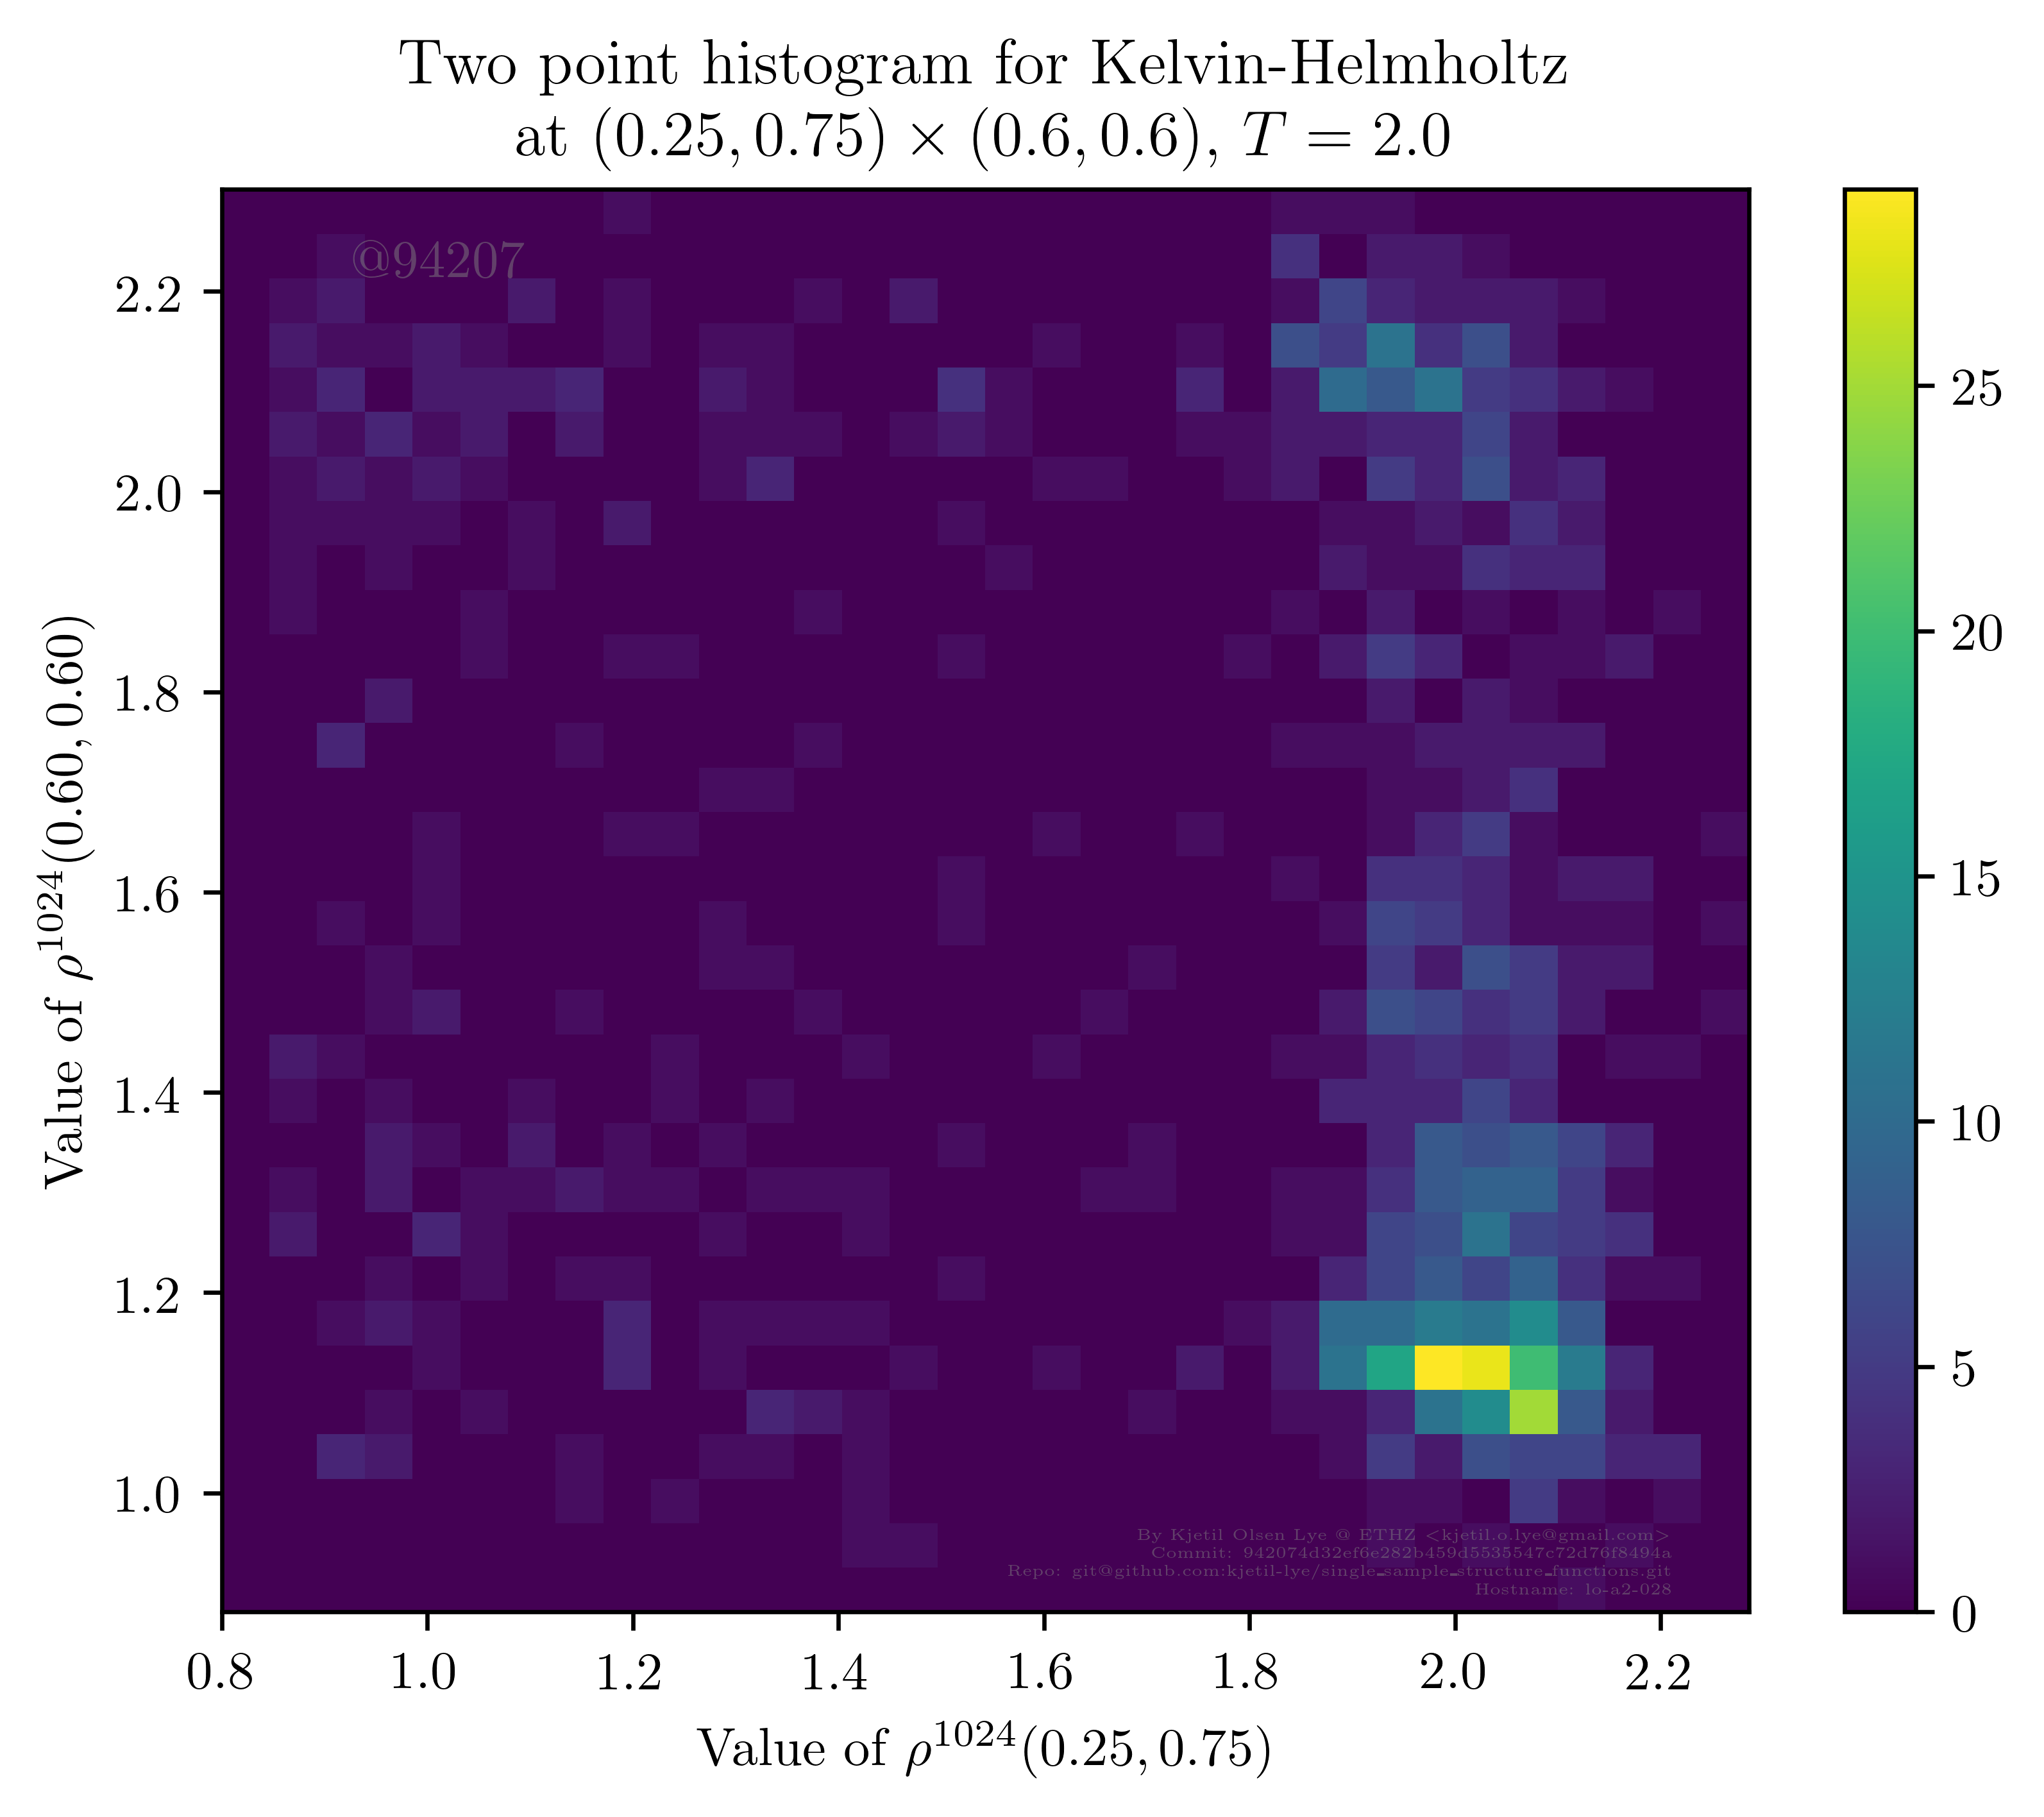 Two point histogram for Kelvin-Helmholtz
at (0.25, 0.75) × (0.6, 0.6), T = 2.0
@94207
2.2
2.0
1.8
1.6
1.4
1.2
1.0
Value of ρ^1024(0.60, 0.60)
25
20
15
10
5
0
By Kjetil Olsen Lye @ ETHZ <kjetil.o.lye@gmail.com>
Commit: 942074d32ef6e282b459d5535547c72d76f8494a
Repo: git@github.com:kjetil-lye/single_sample_structure_functions.git
Hostname: lo-a2-028
0.8 1.0 1.2 1.4 1.6 1.8 2.0 2.2
Value of ρ^1024(0.25, 0.75)